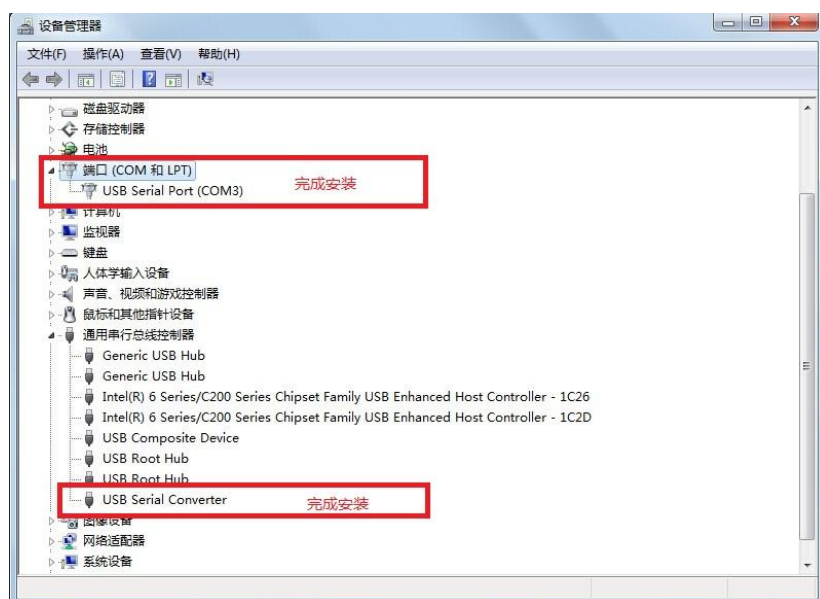 设备管理器
文件(F) 操作(A) 查看(V) 帮助(H)
磁盘驱动器
存储控制器
电池
端口 (COM 和 LPT)
USB Serial Port (COM3) 完成安装
计算机
监视器
键盘
人体学输入设备
声音、视频和游戏控制器
鼠标和其他指针设备
通用串行总线控制器
Generic USB Hub
Generic USB Hub
Intel(R) 6 Series/C200 Series Chipset Family USB Enhanced Host Controller - 1C26
Intel(R) 6 Series/C200 Series Chipset Family USB Enhanced Host Controller - 1C2D
USB Composite Device
USB Root Hub
USB Root Hub
USB Serial Converter 完成安装
图像设备
网络适配器
系统设备